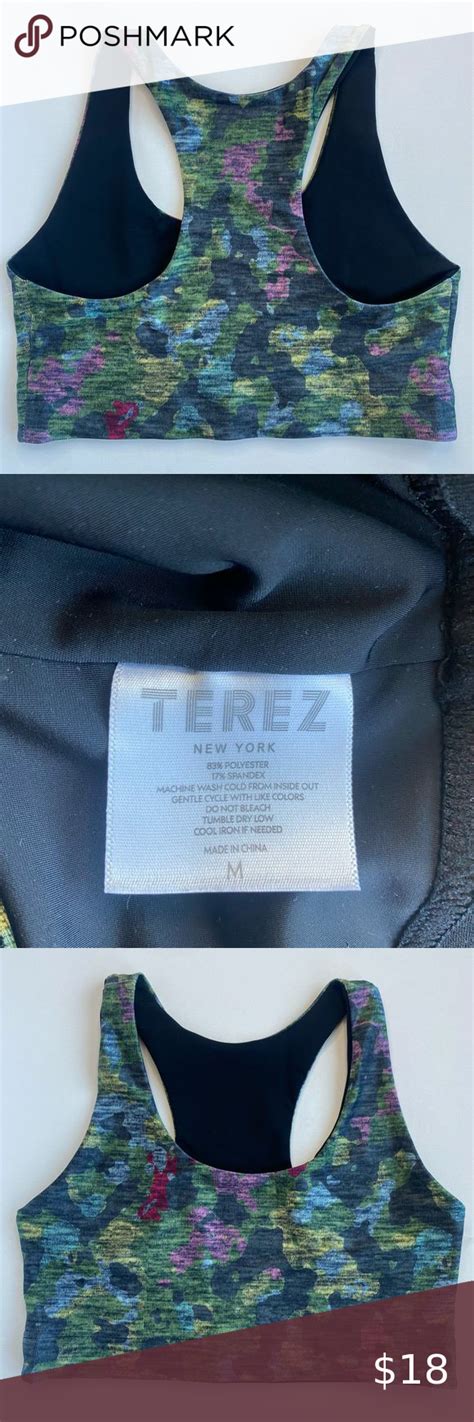 POSHMARK
TEREZ
NEW YORK
83% POLYESTER
17% SPANDEX
MACHINE WASH COLD FROM INSIDE OUT
GENTLE CYCLE WITH LIKE COLORS
DO NOT BLEACH
TUMBLE DRY LOW
COOL IRON IF NEEDED
MADE IN CHINA
M
$18